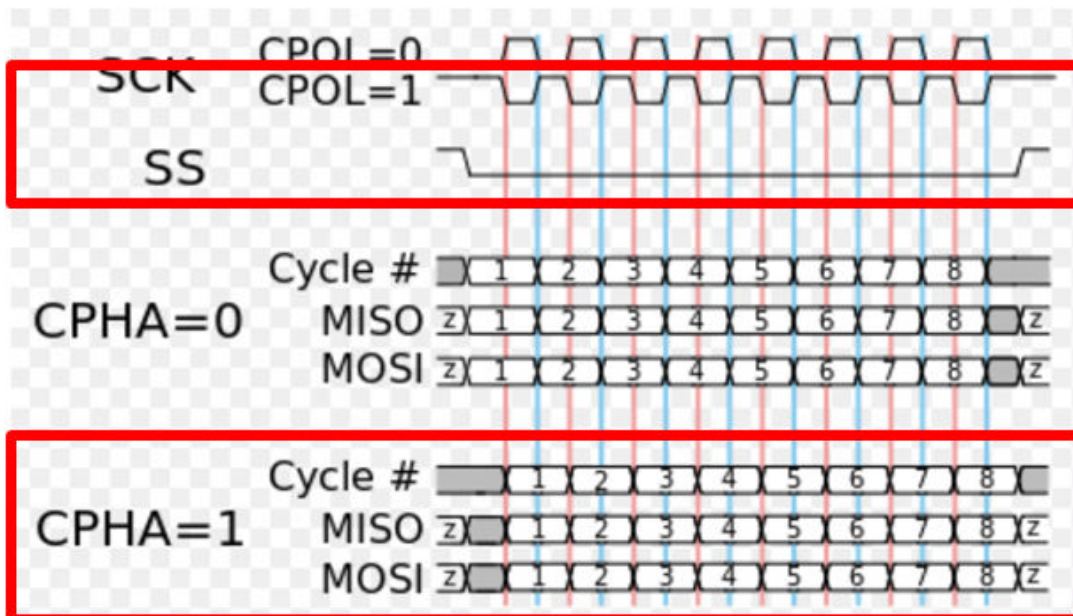 CPOL=0
SCK
CPOL=1
SS
Cycle # 1 2 3 4 5 6 7 8
CPHA=0
MISO z 1 2 3 4 5 6 7 8 z
MOSI z 1 2 3 4 5 6 7 8 z
Cycle # 1 2 3 4 5 6 7 8
CPHA=1
MISO z 1 2 3 4 5 6 7 8 z
MOSI z 1 2 3 4 5 6 7 8 z